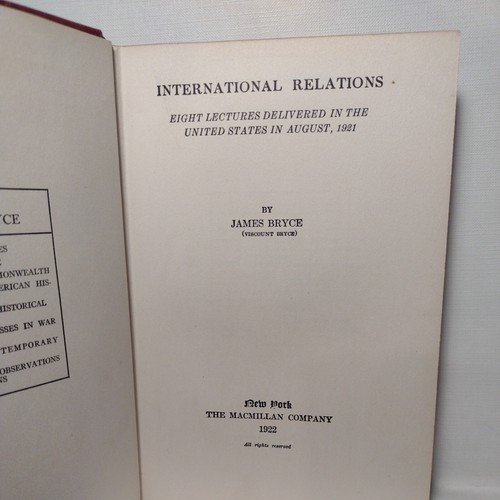 YCE
ES
MONWEALTH
ERICAN HIS-
HISTORICAL
SSES IN WAR
TEMPORARY
OBSERVATIONS
NS
INTERNATIONAL RELATIONS
EIGHT LECTURES DELIVERED IN THE
UNITED STATES IN AUGUST, 1921
BY
JAMES BRYCE
(VISCOUNT BRYCE)
New York
THE MACMILLAN COMPANY
1922
All rights reserved